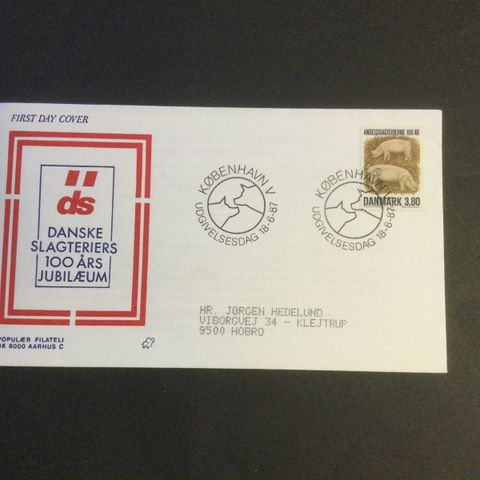 FIRST DAY COVER
ds
DANSKE
SLAGTERIERS
100 ÅRS
JUBILÆUM
POPULÆR FILATELI
DK 8000 AARHUS C
KØBENHAVN V
UDGIVELSESDAG 18-6-87
KØBENHAVN V
UDGIVELSESDAG 18-6-87
ANDELSSLAGTERIERNE 100 ÅR
DANMARK 3.80
HR. JØRGEN HEDELUND
VIBORGVEJ 34 - KLEJTRUP
9500 HOBRO